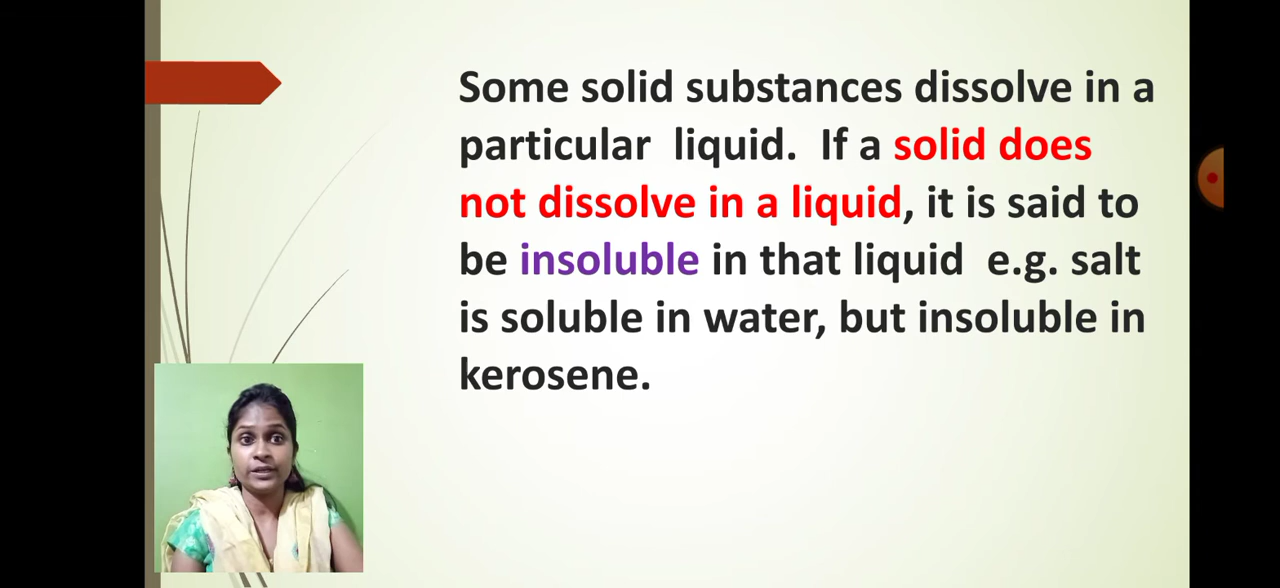 Some solid substances dissolve in a
particular liquid. If a solid does
not dissolve in a liquid, it is said to
be insoluble in that liquid e.g. salt
is soluble in water, but insoluble in
kerosene.